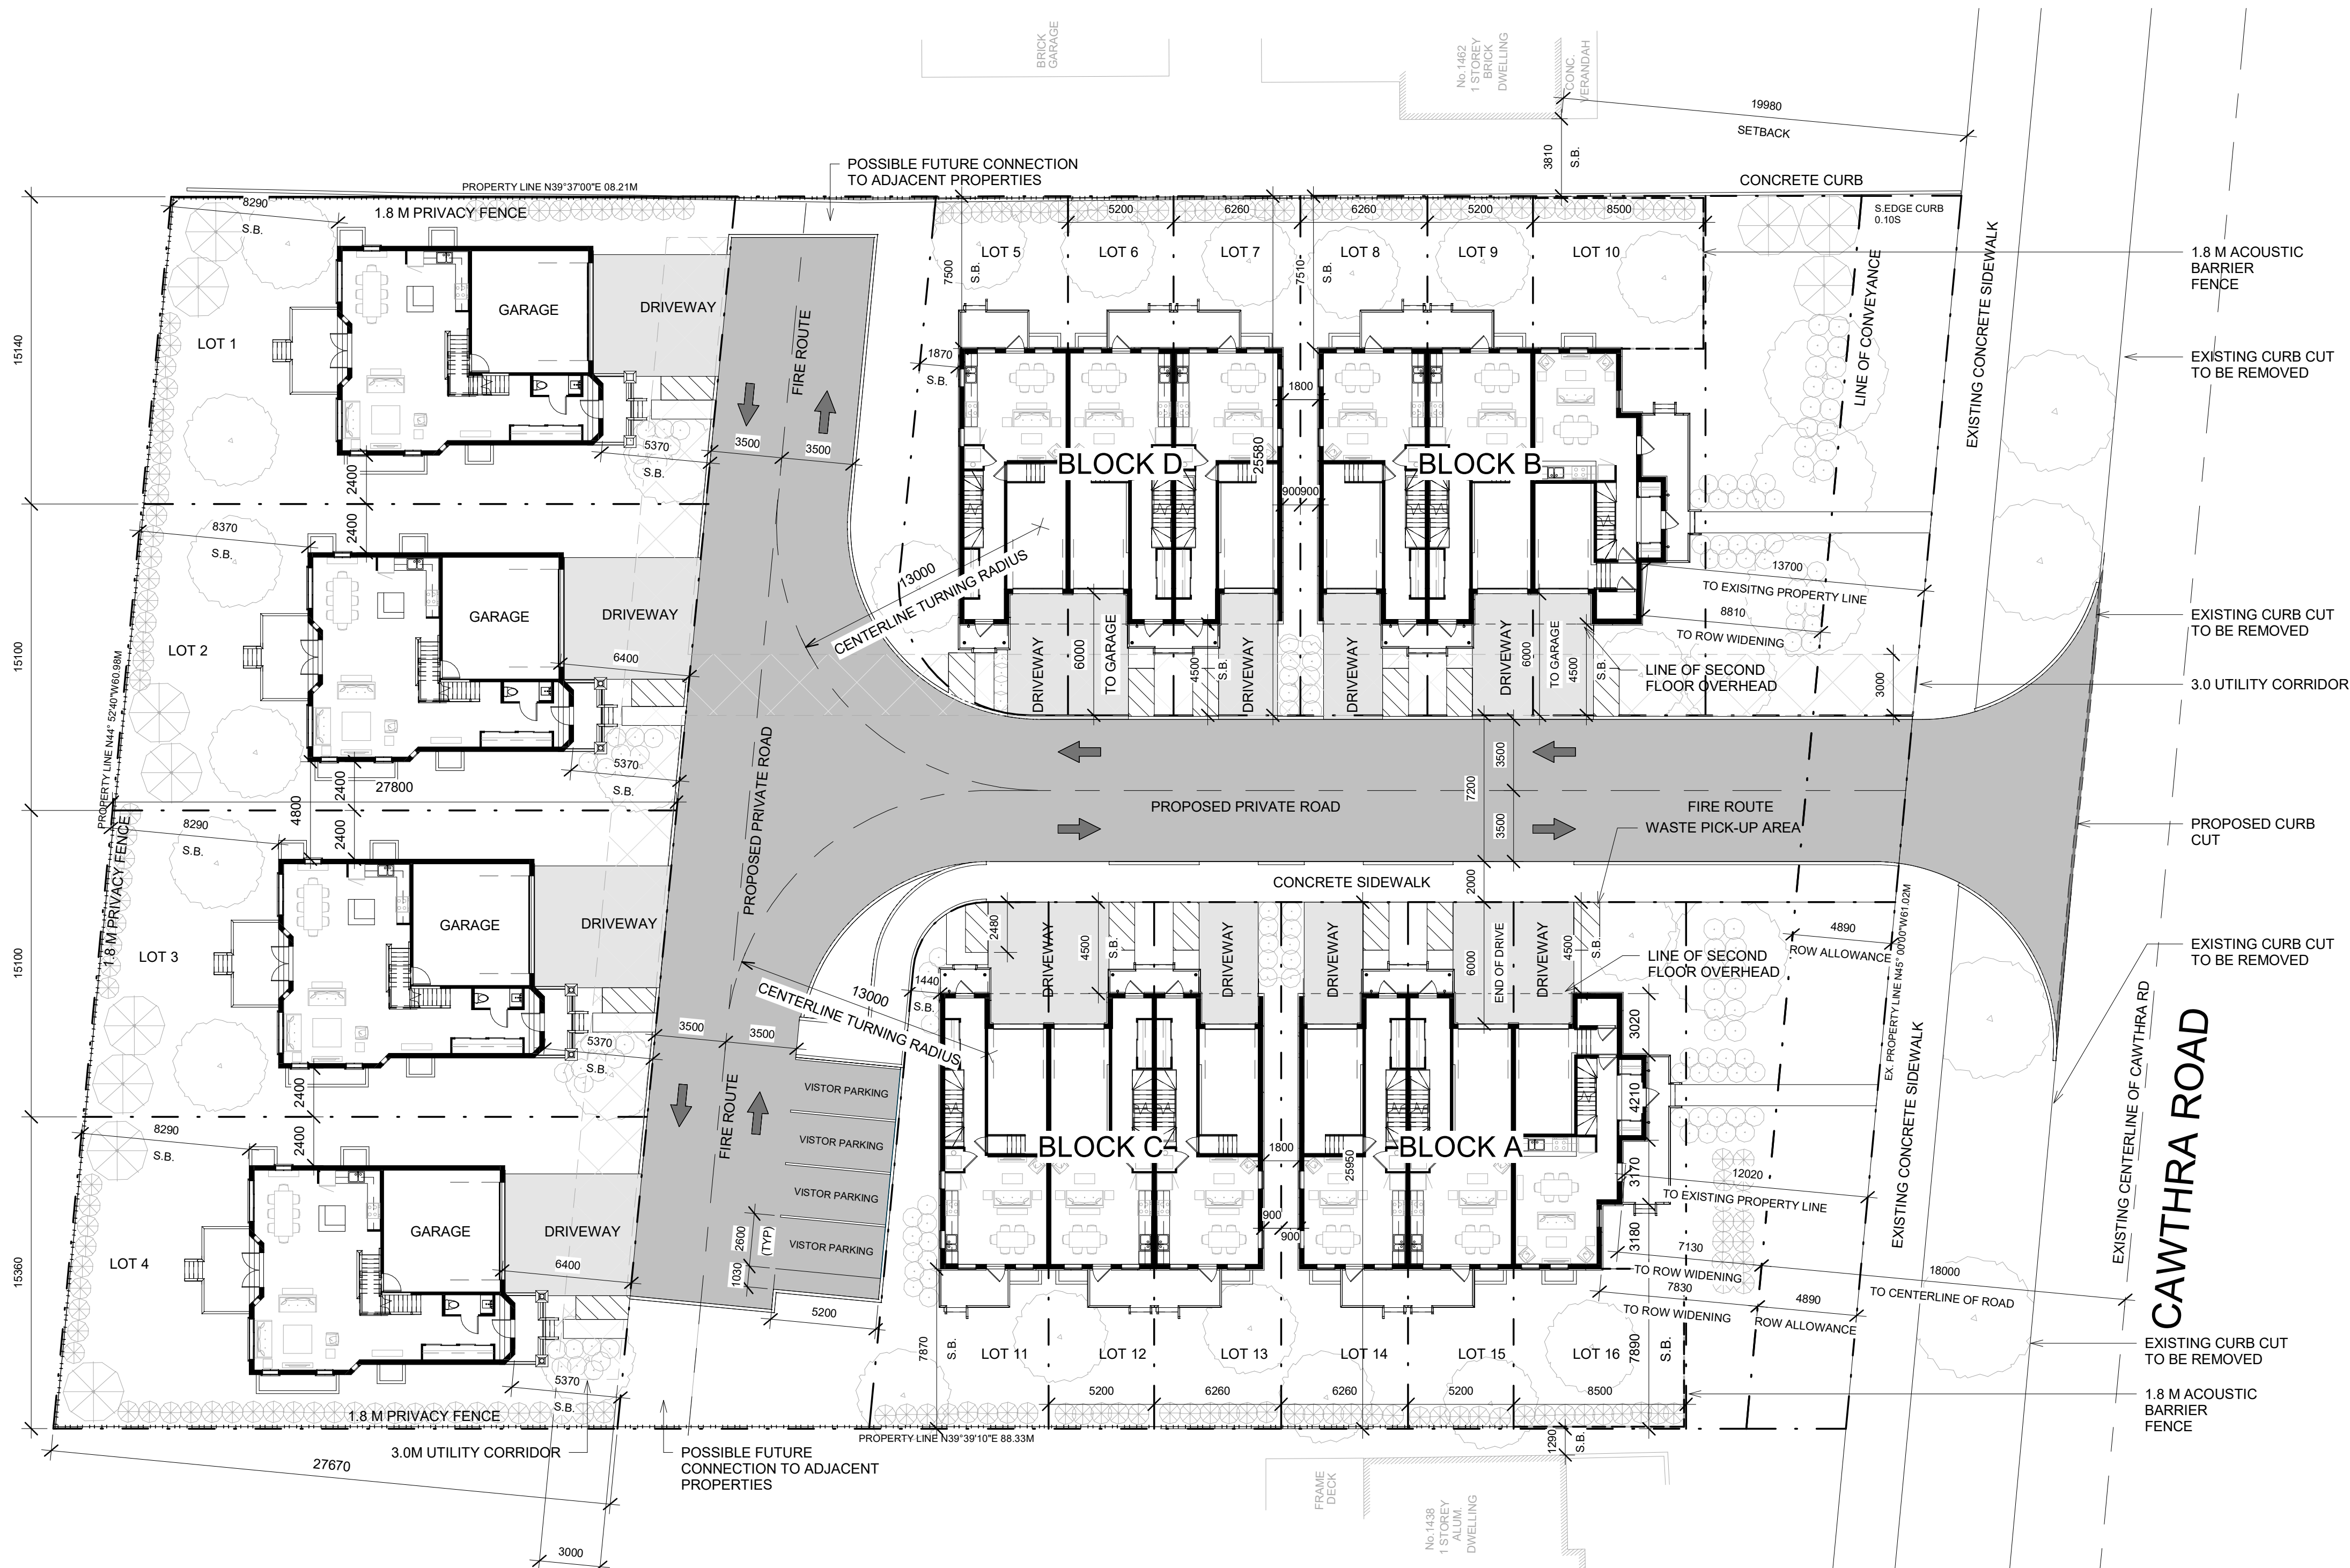 BRICK
GARAGE
No.1462
1 STOREY
BRICK
DWELLING
CONC.
VERANDAH
19980
SETBACK
3810
S.B.
POSSIBLE FUTURE CONNECTION
TO ADJACENT PROPERTIES
PROPERTY LINE N39°37'00"E 08.21M
CONCRETE CURB
S.EDGE CURB
0.10S
8290
S.B.
1.8 M PRIVACY FENCE
5200
6260
6260
5200
8500
LOT 5
LOT 6
LOT 7
LOT 8
LOT 9
LOT 10
7500
S.B.
7510
S.B.
1.8 M ACOUSTIC
BARRIER
FENCE
LINE OF CONVEYANCE
EXISTING CONCRETE SIDEWALK
GARAGE
DRIVEWAY
FIRE ROUTE
LOT 1
15140
1870
S.B.
1800
EXISTING CURB CUT
TO BE REMOVED
5370
S.B.
3500
3500
2400
2400
BLOCK D
25580
BLOCK B
900
900
8370
S.B.
13000
CENTERLINE TURNING RADIUS
13700
TO EXISITNG PROPERTY LINE
8810
TO ROW WIDENING
EXISTING CURB CUT
TO BE REMOVED
GARAGE
DRIVEWAY
LOT 2
15100
6400
DRIVEWAY
6000
TO GARAGE
4500
S.B.
DRIVEWAY
DRIVEWAY
DRIVEWAY
6000
TO GARAGE
4500
S.B.
LINE OF SECOND
FLOOR OVERHEAD
3000
3.0 UTILITY CORRIDOR
PROPERTY LINE N44° 52'40"W60.98M
5370
S.B.
2400
27800
4800
2400
PROPOSED PRIVATE ROAD
3500
7200
3500
PROPOSED PRIVATE ROAD
FIRE ROUTE
WASTE PICK-UP AREA
PROPOSED CURB
CUT
8290
S.B.
1.8 M PRIVACY FENCE
CONCRETE SIDEWALK
2000
EX. PROPERTY LINE N45° 00'00"W61.02M
GARAGE
DRIVEWAY
LOT 3
15100
2480
DRIVEWAY
4500
S.B.
DRIVEWAY
DRIVEWAY
6000
END OF DRIVE
DRIVEWAY
4500
S.B.
LINE OF SECOND
FLOOR OVERHEAD
4890
ROW ALLOWANCE
EXISTING CURB CUT
TO BE REMOVED
1440
S.B.
13000
CENTERLINE TURNING RADIUS
3020
EXISTING CONCRETE SIDEWALK
EXISTING CENTERLINE OF CAWTHRA RD
CAWTHRA ROAD
5370
S.B.
3500
3500
2400
2400
FIRE ROUTE
VISTOR PARKING
VISTOR PARKING
VISTOR PARKING
VISTOR PARKING
4210
BLOCK C
1800
25950
BLOCK A
3170
12020
TO EXISTING PROPERTY LINE
8290
S.B.
GARAGE
DRIVEWAY
LOT 4
15360
6400
2600
(TYP)
1030
5200
900
900
3180
7130
TO ROW WIDENING
7830
TO ROW WIDENING
4890
ROW ALLOWANCE
18000
TO CENTERLINE OF ROAD
EXISTING CURB CUT
TO BE REMOVED
7870
S.B.
LOT 11
LOT 12
LOT 13
LOT 14
LOT 15
LOT 16
7890
S.B.
5370
S.B.
5200
6260
6260
5200
8500
1.8 M ACOUSTIC
BARRIER
FENCE
1.8 M PRIVACY FENCE
PROPERTY LINE N39°39'10"E 88.33M
1290
S.B.
3.0M UTILITY CORRIDOR
POSSIBLE FUTURE
CONNECTION TO ADJACENT
PROPERTIES
27670
3000
FRAME
DECK
No.1438
1 STOREY
ALUM.
DWELLING